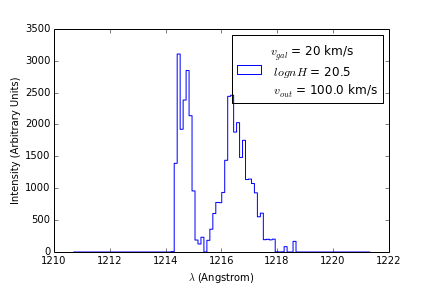 3500
3000
2500
2000
1500
1000
500
0
Intensity (Arbitrary Units)
v_gal = 20 km/s
lognH = 20.5
v_out = 100.0 km/s
1210 1212 1214 1216 1218 1220 1222
λ (Angstrom)